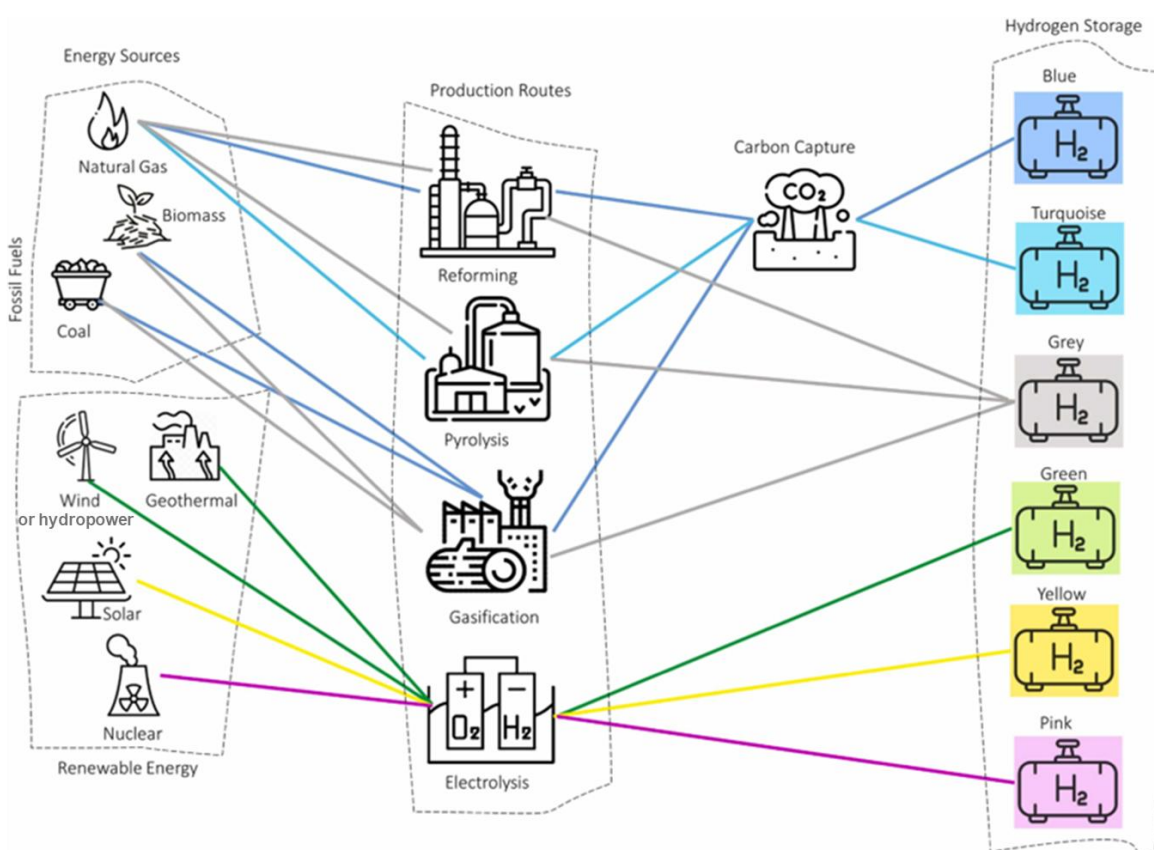 Energy Sources
Production Routes
Hydrogen Storage
Fossil Fuels
Natural Gas
Biomass
Coal
Wind
or hydropower
Geothermal
Solar
Nuclear
Renewable Energy
Reforming
Pyrolysis
Gasification
+
O₂
−
H₂
Electrolysis
Carbon Capture
CO₂
Blue
H₂
Turquoise
H₂
Grey
H₂
Green
H₂
Yellow
H₂
Pink
H₂